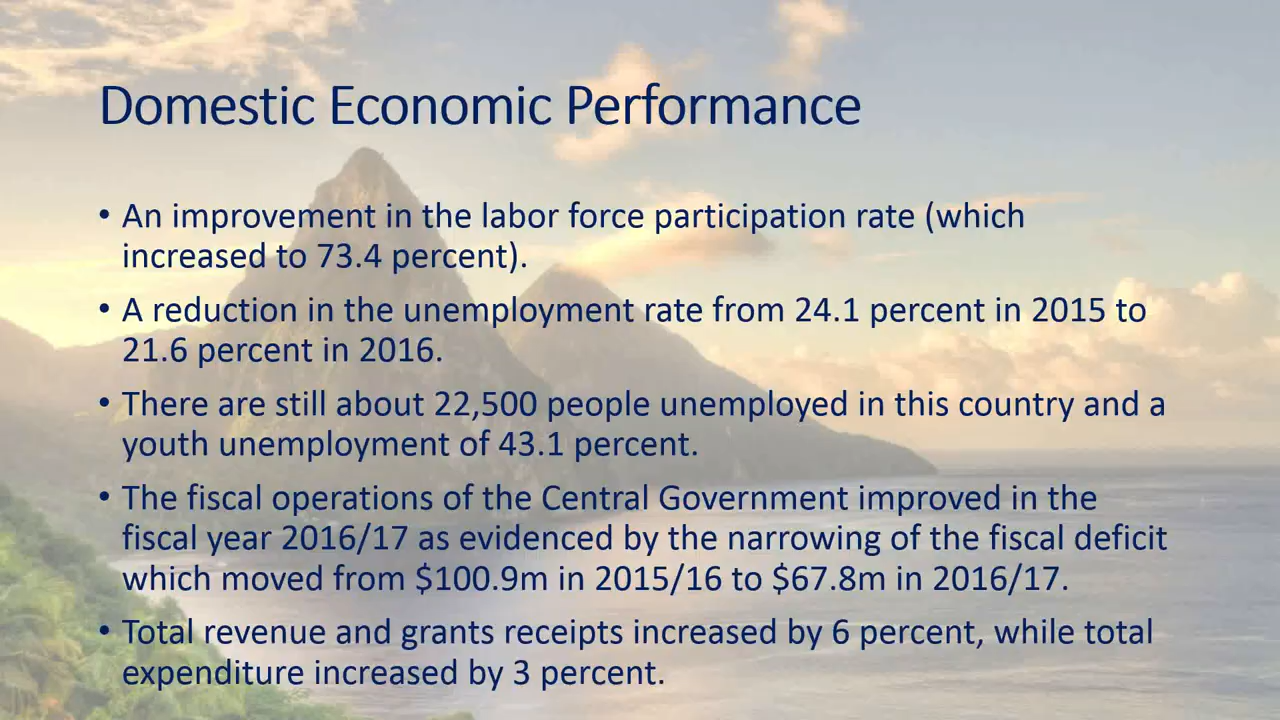 Domestic Economic Performance
• An improvement in the labor force participation rate (which
increased to 73.4 percent).
• A reduction in the unemployment rate from 24.1 percent in 2015 to
21.6 percent in 2016.
• There are still about 22,500 people unemployed in this country and a
youth unemployment of 43.1 percent.
• The fiscal operations of the Central Government improved in the
fiscal year 2016/17 as evidenced by the narrowing of the fiscal deficit
which moved from $100.9m in 2015/16 to $67.8m in 2016/17.
• Total revenue and grants receipts increased by 6 percent, while total
expenditure increased by 3 percent.